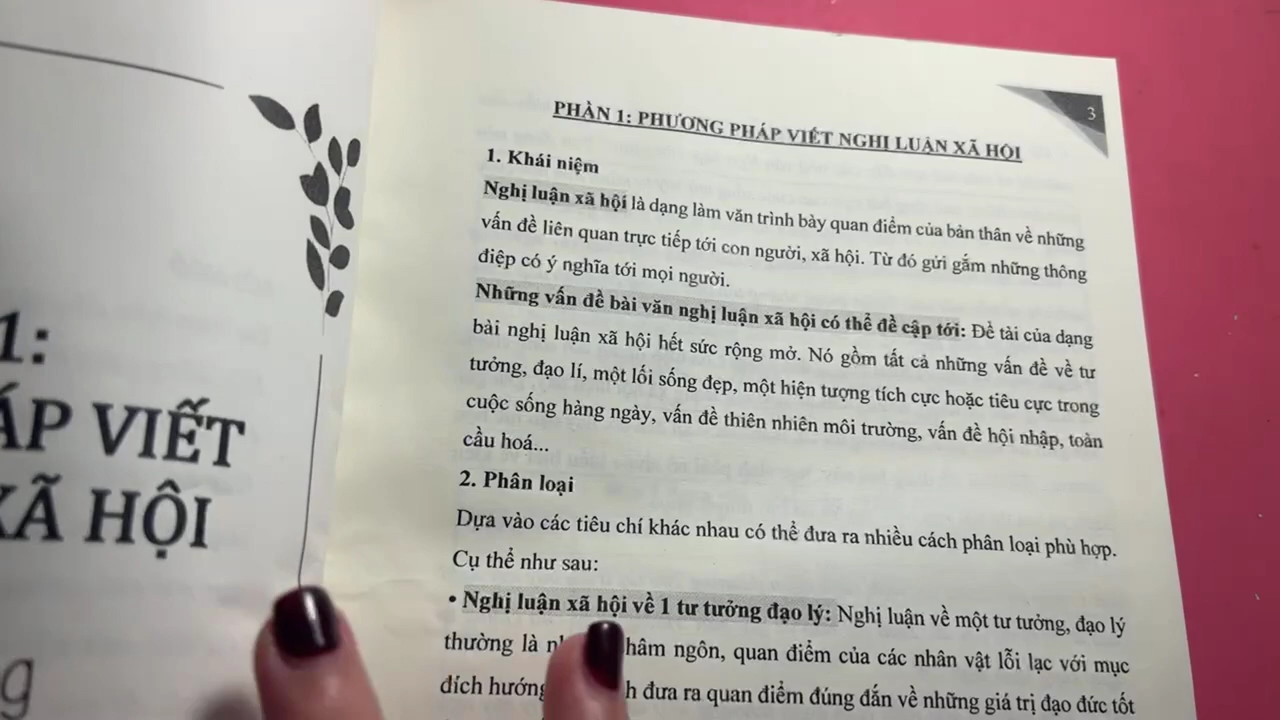 1:
ÁP VIẾT
XÃ HỘI
g
3
PHẦN 1: PHƯƠNG PHÁP VIẾT NGHỊ LUẬN XÃ HỘI
1. Khái niệm
Nghị luận xã hội là dạng làm văn trình bày quan điểm của bản thân về những
vấn đề liên quan trực tiếp tới con người, xã hội. Từ đó gửi gắm những thông
điệp có ý nghĩa tới mọi người.
Những vấn đề bài văn nghị luận xã hội có thể đề cập tới: Đề tài của dạng
bài nghị luận xã hội hết sức rộng mở. Nó gồm tất cả những vấn đề về tư
tưởng, đạo lí, một lối sống đẹp, một hiện tượng tích cực hoặc tiêu cực trong
cuộc sống hàng ngày, vấn đề thiên nhiên môi trường, vấn đề hội nhập, toàn
cầu hoá...
2. Phân loại
Dựa vào các tiêu chí khác nhau có thể đưa ra nhiều cách phân loại phù hợp.
Cụ thể như sau:
• Nghị luận xã hội về 1 tư tưởng đạo lý: Nghị luận về một tư tưởng, đạo lý
thường là hâm ngôn, quan điểm của các nhân vật lỗi lạc với mục
đích hướng h đưa ra quan điểm đúng đắn về những giá trị đạo đức tốt